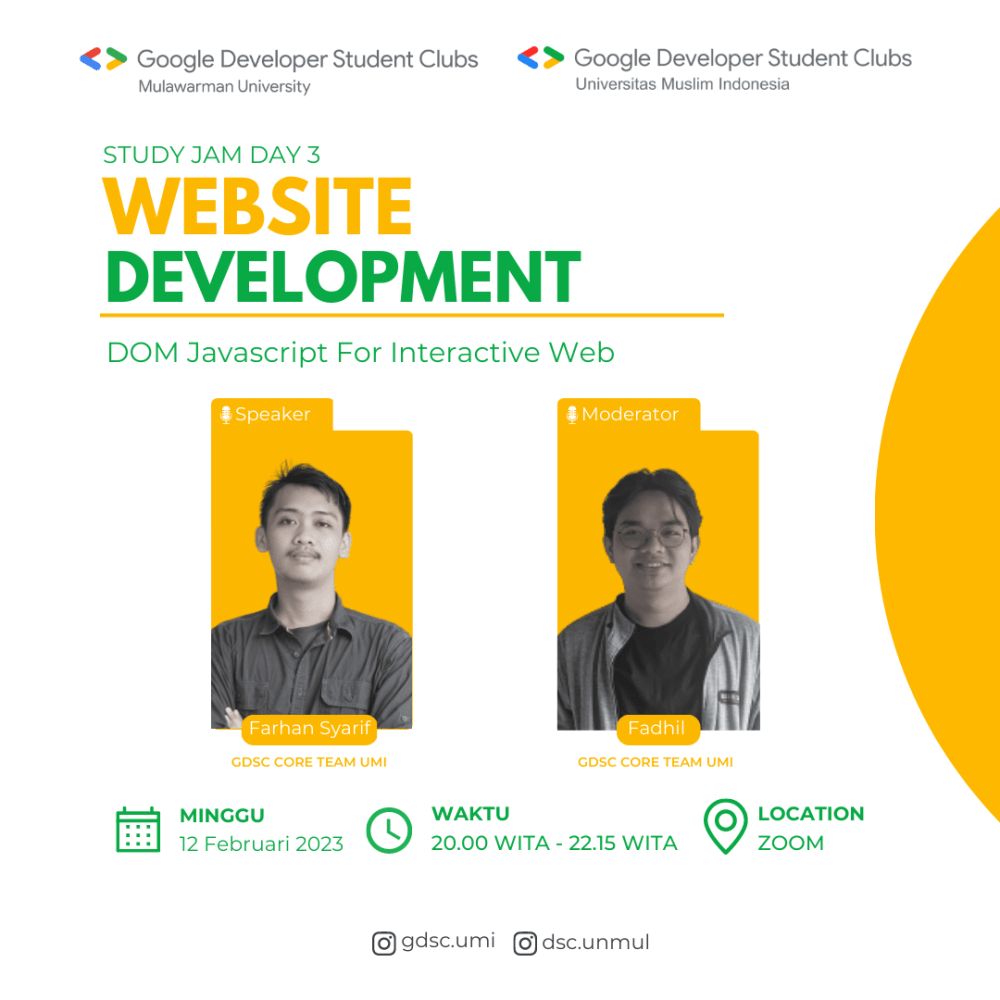 Google Developer Student Clubs
Mulawarman University
Google Developer Student Clubs
Universitas Muslim Indonesia
STUDY JAM DAY 3
WEBSITE
DEVELOPMENT
DOM Javascript For Interactive Web
Speaker
Farhan Syarif
GDSC CORE TEAM UMI
Moderator
Fadhil
GDSC CORE TEAM UMI
MINGGU
12 Februari 2023
WAKTU
20.00 WITA - 22.15 WITA
LOCATION
ZOOM
gdsc.umi
dsc.unmul